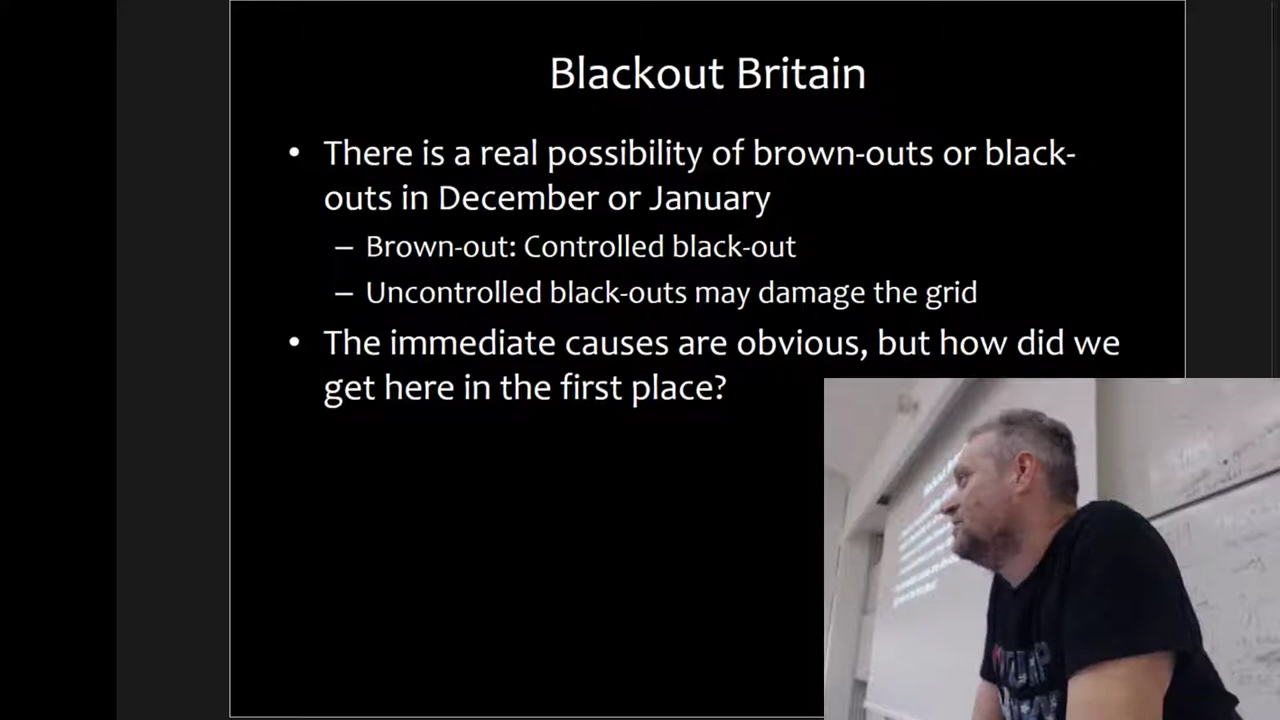 Blackout Britain
• There is a real possibility of brown-outs or black-
outs in December or January
– Brown-out: Controlled black-out
– Uncontrolled black-outs may damage the grid
• The immediate causes are obvious, but how did we
get here in the first place?